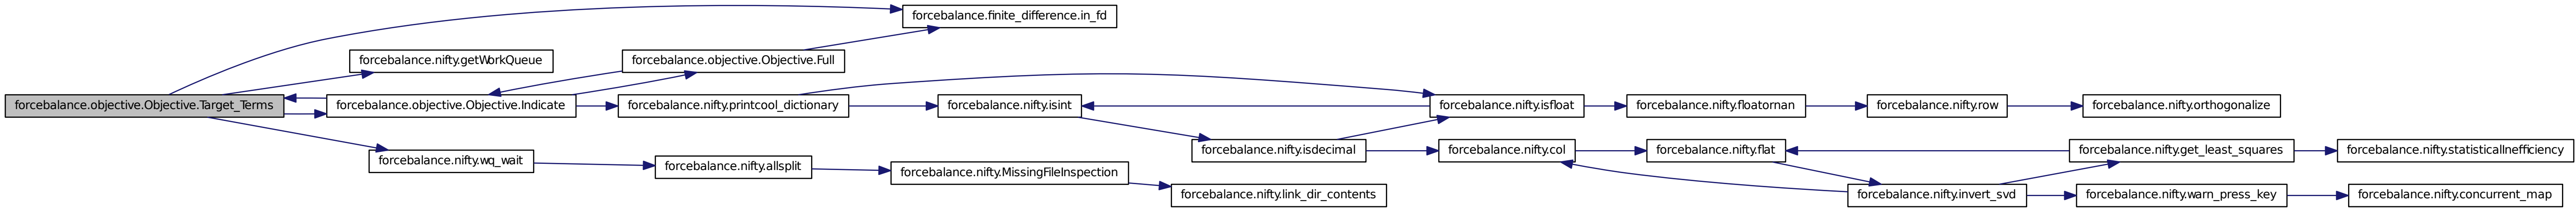 forcebalance.finite_difference.in_fd
forcebalance.nifty.getWorkQueue
forcebalance.objective.Objective.Full
forcebalance.objective.Objective.Target_Terms
forcebalance.objective.Objective.Indicate
forcebalance.nifty.printcool_dictionary
forcebalance.nifty.isint
forcebalance.nifty.isfloat
forcebalance.nifty.floatornan
forcebalance.nifty.row
forcebalance.nifty.orthogonalize
forcebalance.nifty.wq_wait
forcebalance.nifty.allsplit
forcebalance.nifty.MissingFileInspection
forcebalance.nifty.link_dir_contents
forcebalance.nifty.isdecimal
forcebalance.nifty.col
forcebalance.nifty.flat
forcebalance.nifty.invert_svd
forcebalance.nifty.get_least_squares
forcebalance.nifty.statisticalInefficiency
forcebalance.nifty.warn_press_key
forcebalance.nifty.concurrent_map